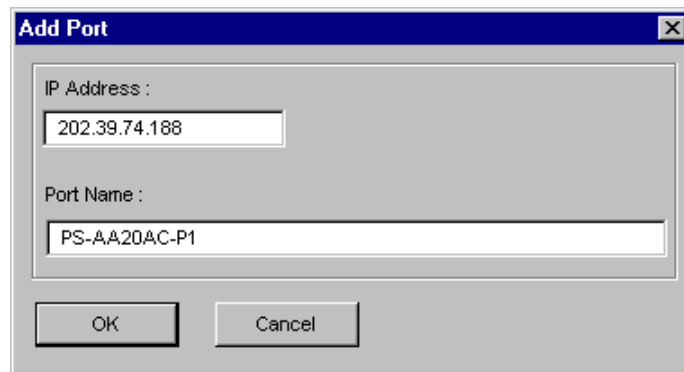 Add Port
IP Address :
202.39.74.188
Port Name :
PS-AA20AC-P1
OK
Cancel